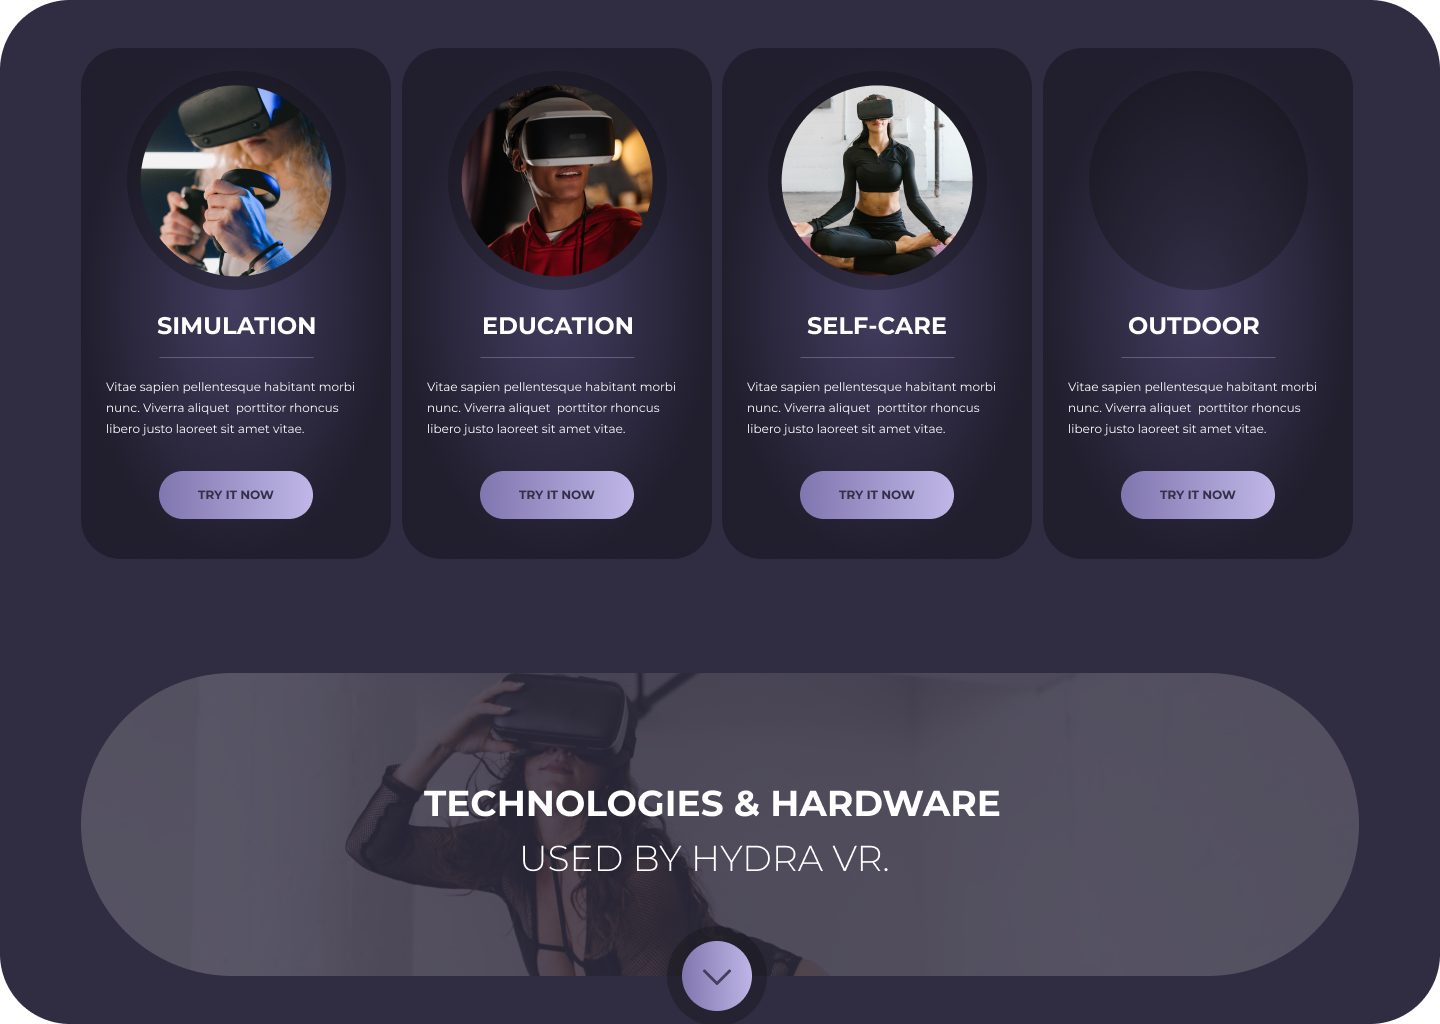 SIMULATION
Vitae sapien pellentesque habitant morbi
nunc. Viverra aliquet  porttitor rhoncus
libero justo laoreet sit amet vitae.
TRY IT NOW
EDUCATION
Vitae sapien pellentesque habitant morbi
nunc. Viverra aliquet  porttitor rhoncus
libero justo laoreet sit amet vitae.
TRY IT NOW
SELF-CARE
Vitae sapien pellentesque habitant morbi
nunc. Viverra aliquet  porttitor rhoncus
libero justo laoreet sit amet vitae.
TRY IT NOW
OUTDOOR
Vitae sapien pellentesque habitant morbi
nunc. Viverra aliquet  porttitor rhoncus
libero justo laoreet sit amet vitae.
TRY IT NOW
TECHNOLOGIES & HARDWARE
USED BY HYDRA VR.